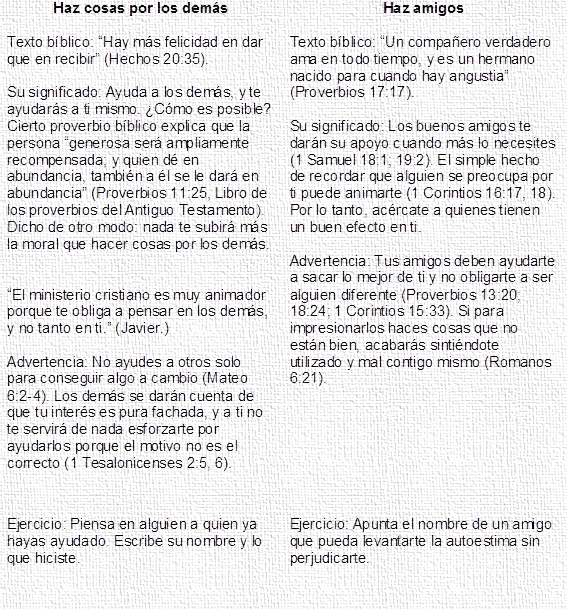 Haz cosas por los demás
Texto bíblico: “Hay más felicidad en dar
que en recibir” (Hechos 20:35).
Su significado: Ayuda a los demás, y te
ayudarás a ti mismo. ¿Cómo es posible?
Cierto proverbio bíblico explica que la
persona “generosa será ampliamente
recompensada; y quien dé en
abundancia, también a él se le dará en
abundancia” (Proverbios 11:25, Libro de
los proverbios del Antiguo Testamento).
Dicho de otro modo: nada te subirá más
la moral que hacer cosas por los demás.
“El ministerio cristiano es muy animador
porque te obliga a pensar en los demás,
y no tanto en ti.” (Javier.)
Advertencia: No ayudes a otros solo
para conseguir algo a cambio (Mateo
6:2-4). Los demás se darán cuenta de
que tu interés es pura fachada, y a ti no
te servirá de nada esforzarte por
ayudarlos porque el motivo no es el
correcto (1 Tesalonicenses 2:5, 6).
Ejercicio: Piensa en alguien a quien ya
hayas ayudado. Escribe su nombre y lo
que hiciste.
Haz amigos
Texto bíblico: “Un compañero verdadero
ama en todo tiempo, y es un hermano
nacido para cuando hay angustia”
(Proverbios 17:17).
Su significado: Los buenos amigos te
darán su apoyo cuando más lo necesites
(1 Samuel 18:1; 19:2). El simple hecho
de recordar que alguien se preocupa por
ti puede animarte (1 Corintios 16:17, 18).
Por lo tanto, acércate a quienes tienen
un buen efecto en ti.
Advertencia: Tus amigos deben ayudarte
a sacar lo mejor de ti y no obligarte a ser
alguien diferente (Proverbios 13:20;
18:24; 1 Corintios 15:33). Si para
impresionarlos haces cosas que no
están bien, acabarás sintiéndote
utilizado y mal contigo mismo (Romanos
6:21).
Ejercicio: Apunta el nombre de un amigo
que pueda levantarte la autoestima sin
perjudicarte.